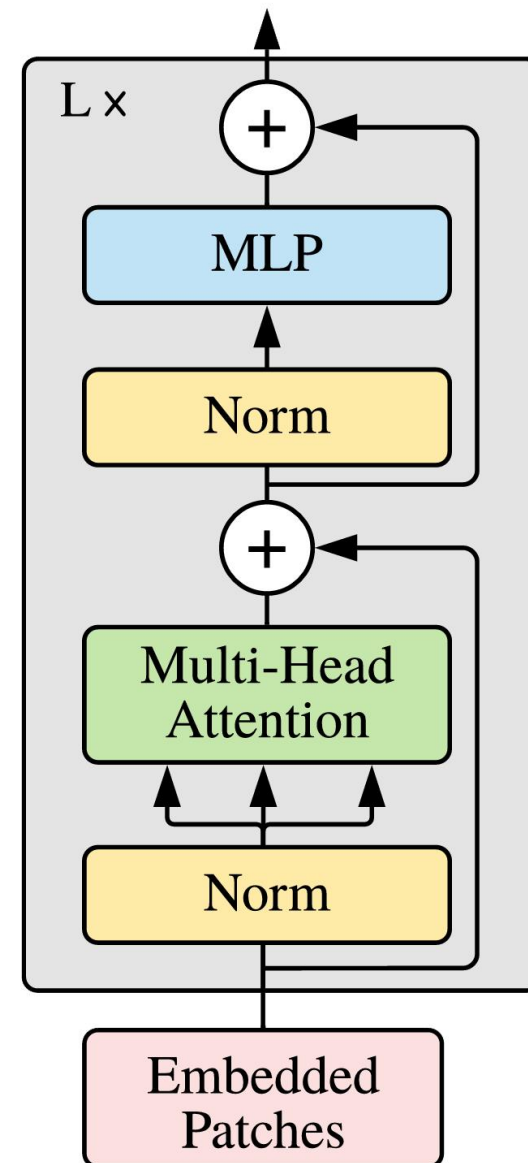 L ×
+
MLP
Norm
+
Multi-Head
Attention
Norm
Embedded
Patches